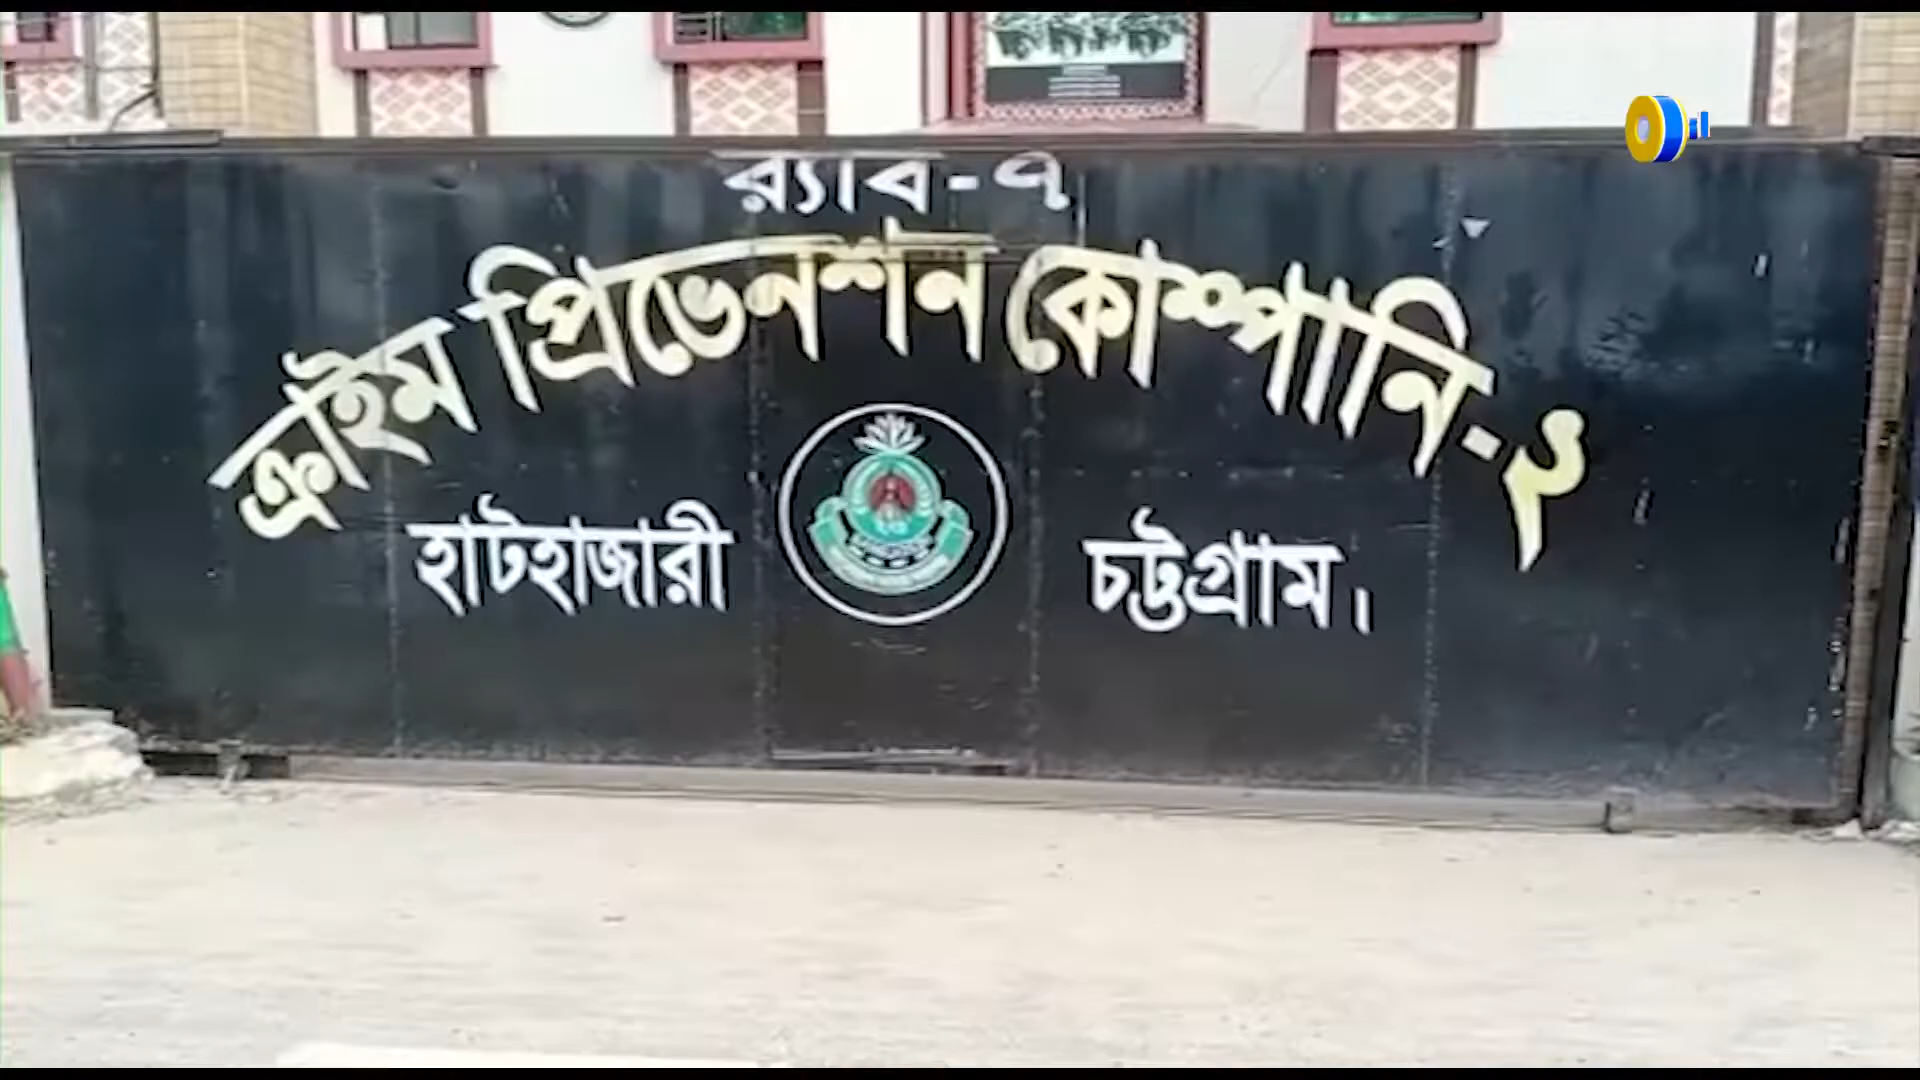 র‍্যাব-৭
ক্রাইম প্রিভেনশন কোম্পানি-২
হাটহাজারী চট্টগ্রাম।